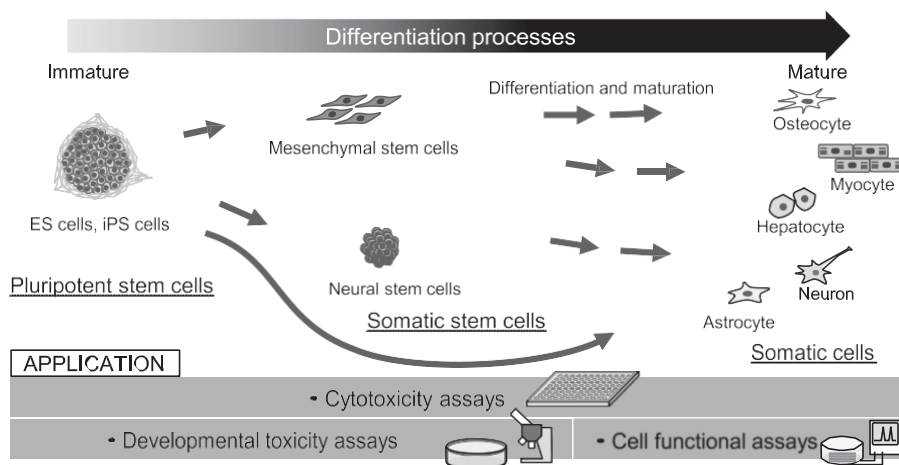 Differentiation processes
Immature
Mature
Differentiation and maturation
Mesenchymal stem cells
Osteocyte
Myocyte
ES cells, iPS cells
Hepatocyte
Pluripotent stem cells
Neural stem cells
Neuron
Somatic stem cells
Astrocyte
Somatic cells
APPLICATION
• Cytotoxicity assays
• Developmental toxicity assays
• Cell functional assays